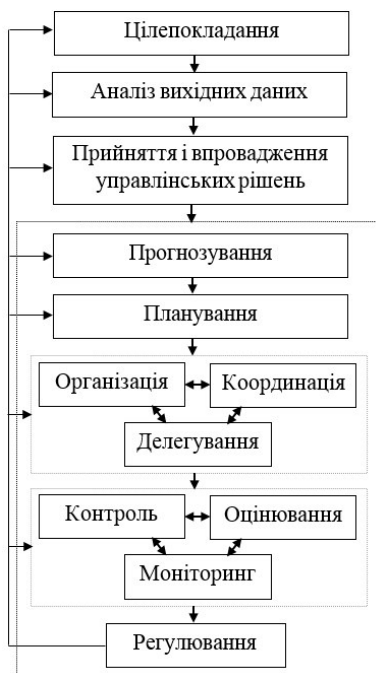 Цілепокладання
Аналіз вихідних даних
Прийняття і впровадження
управлінських рішень
Прогнозування
Планування
Організація
Координація
Делегування
Контроль
Оцінювання
Моніторинг
Регулювання